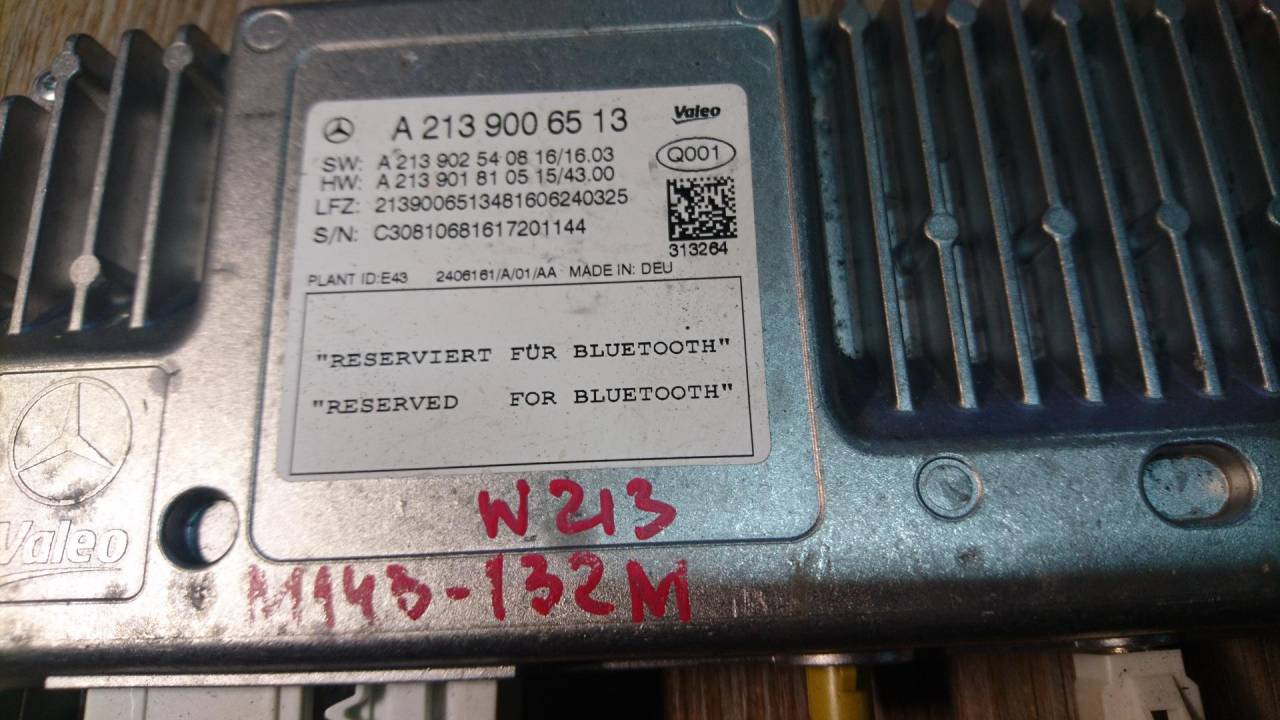 A 213 900 65 13
Valeo
SW: A 213 902 54 08 16/16.03
HW: A 213 901 81 05 15/43.00
Q001
LFZ: 2139006513481606240325
S/N: C30810681617201144
313264
PLANT ID:E43 2406161/A/01/AA MADE IN: DEU
"RESERVIERT FÜR BLUETOOTH"
"RESERVED FOR BLUETOOTH"
Valeo
W213
M143-132M